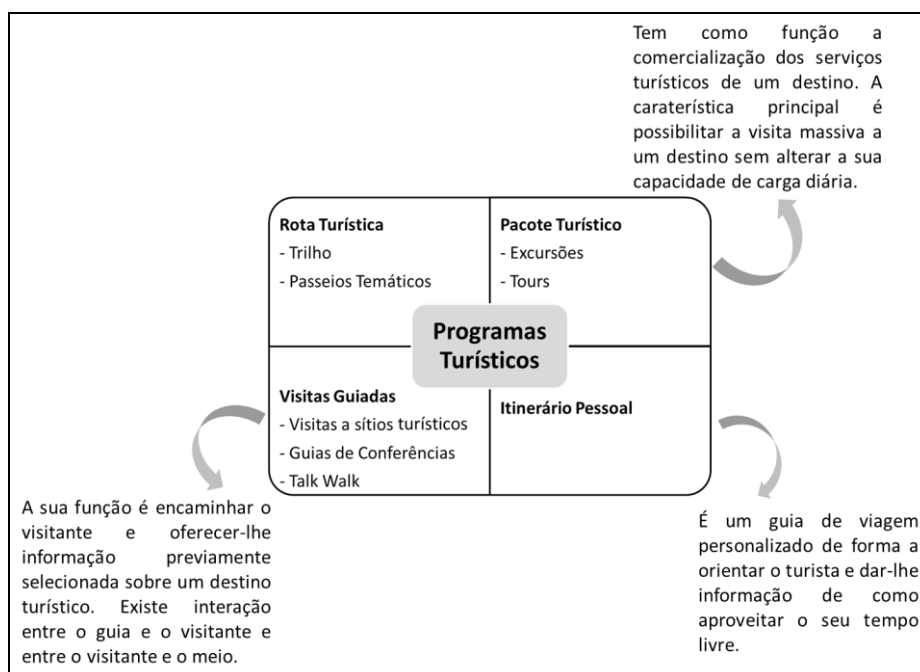 Tem como função a
comercialização dos serviços
turísticos de um destino. A
caraterística principal é
possibilitar a visita massiva a
um destino sem alterar a sua
capacidade de carga diária.
Rota Turística
- Trilho
- Passeios Temáticos
Pacote Turístico
- Excursões
- Tours
Programas
Turísticos
Visitas Guiadas
- Visitas a sítios turísticos
- Guias de Conferências
- Talk Walk
Itinerário Pessoal
A sua função é encaminhar o
visitante e oferecer-lhe
informação previamente
selecionada sobre um destino
turístico. Existe interação
entre o guia e o visitante e
entre o visitante e o meio.
É um guia de viagem
personalizado de forma a
orientar o turista e dar-lhe
informação de como
aproveitar o seu tempo
livre.